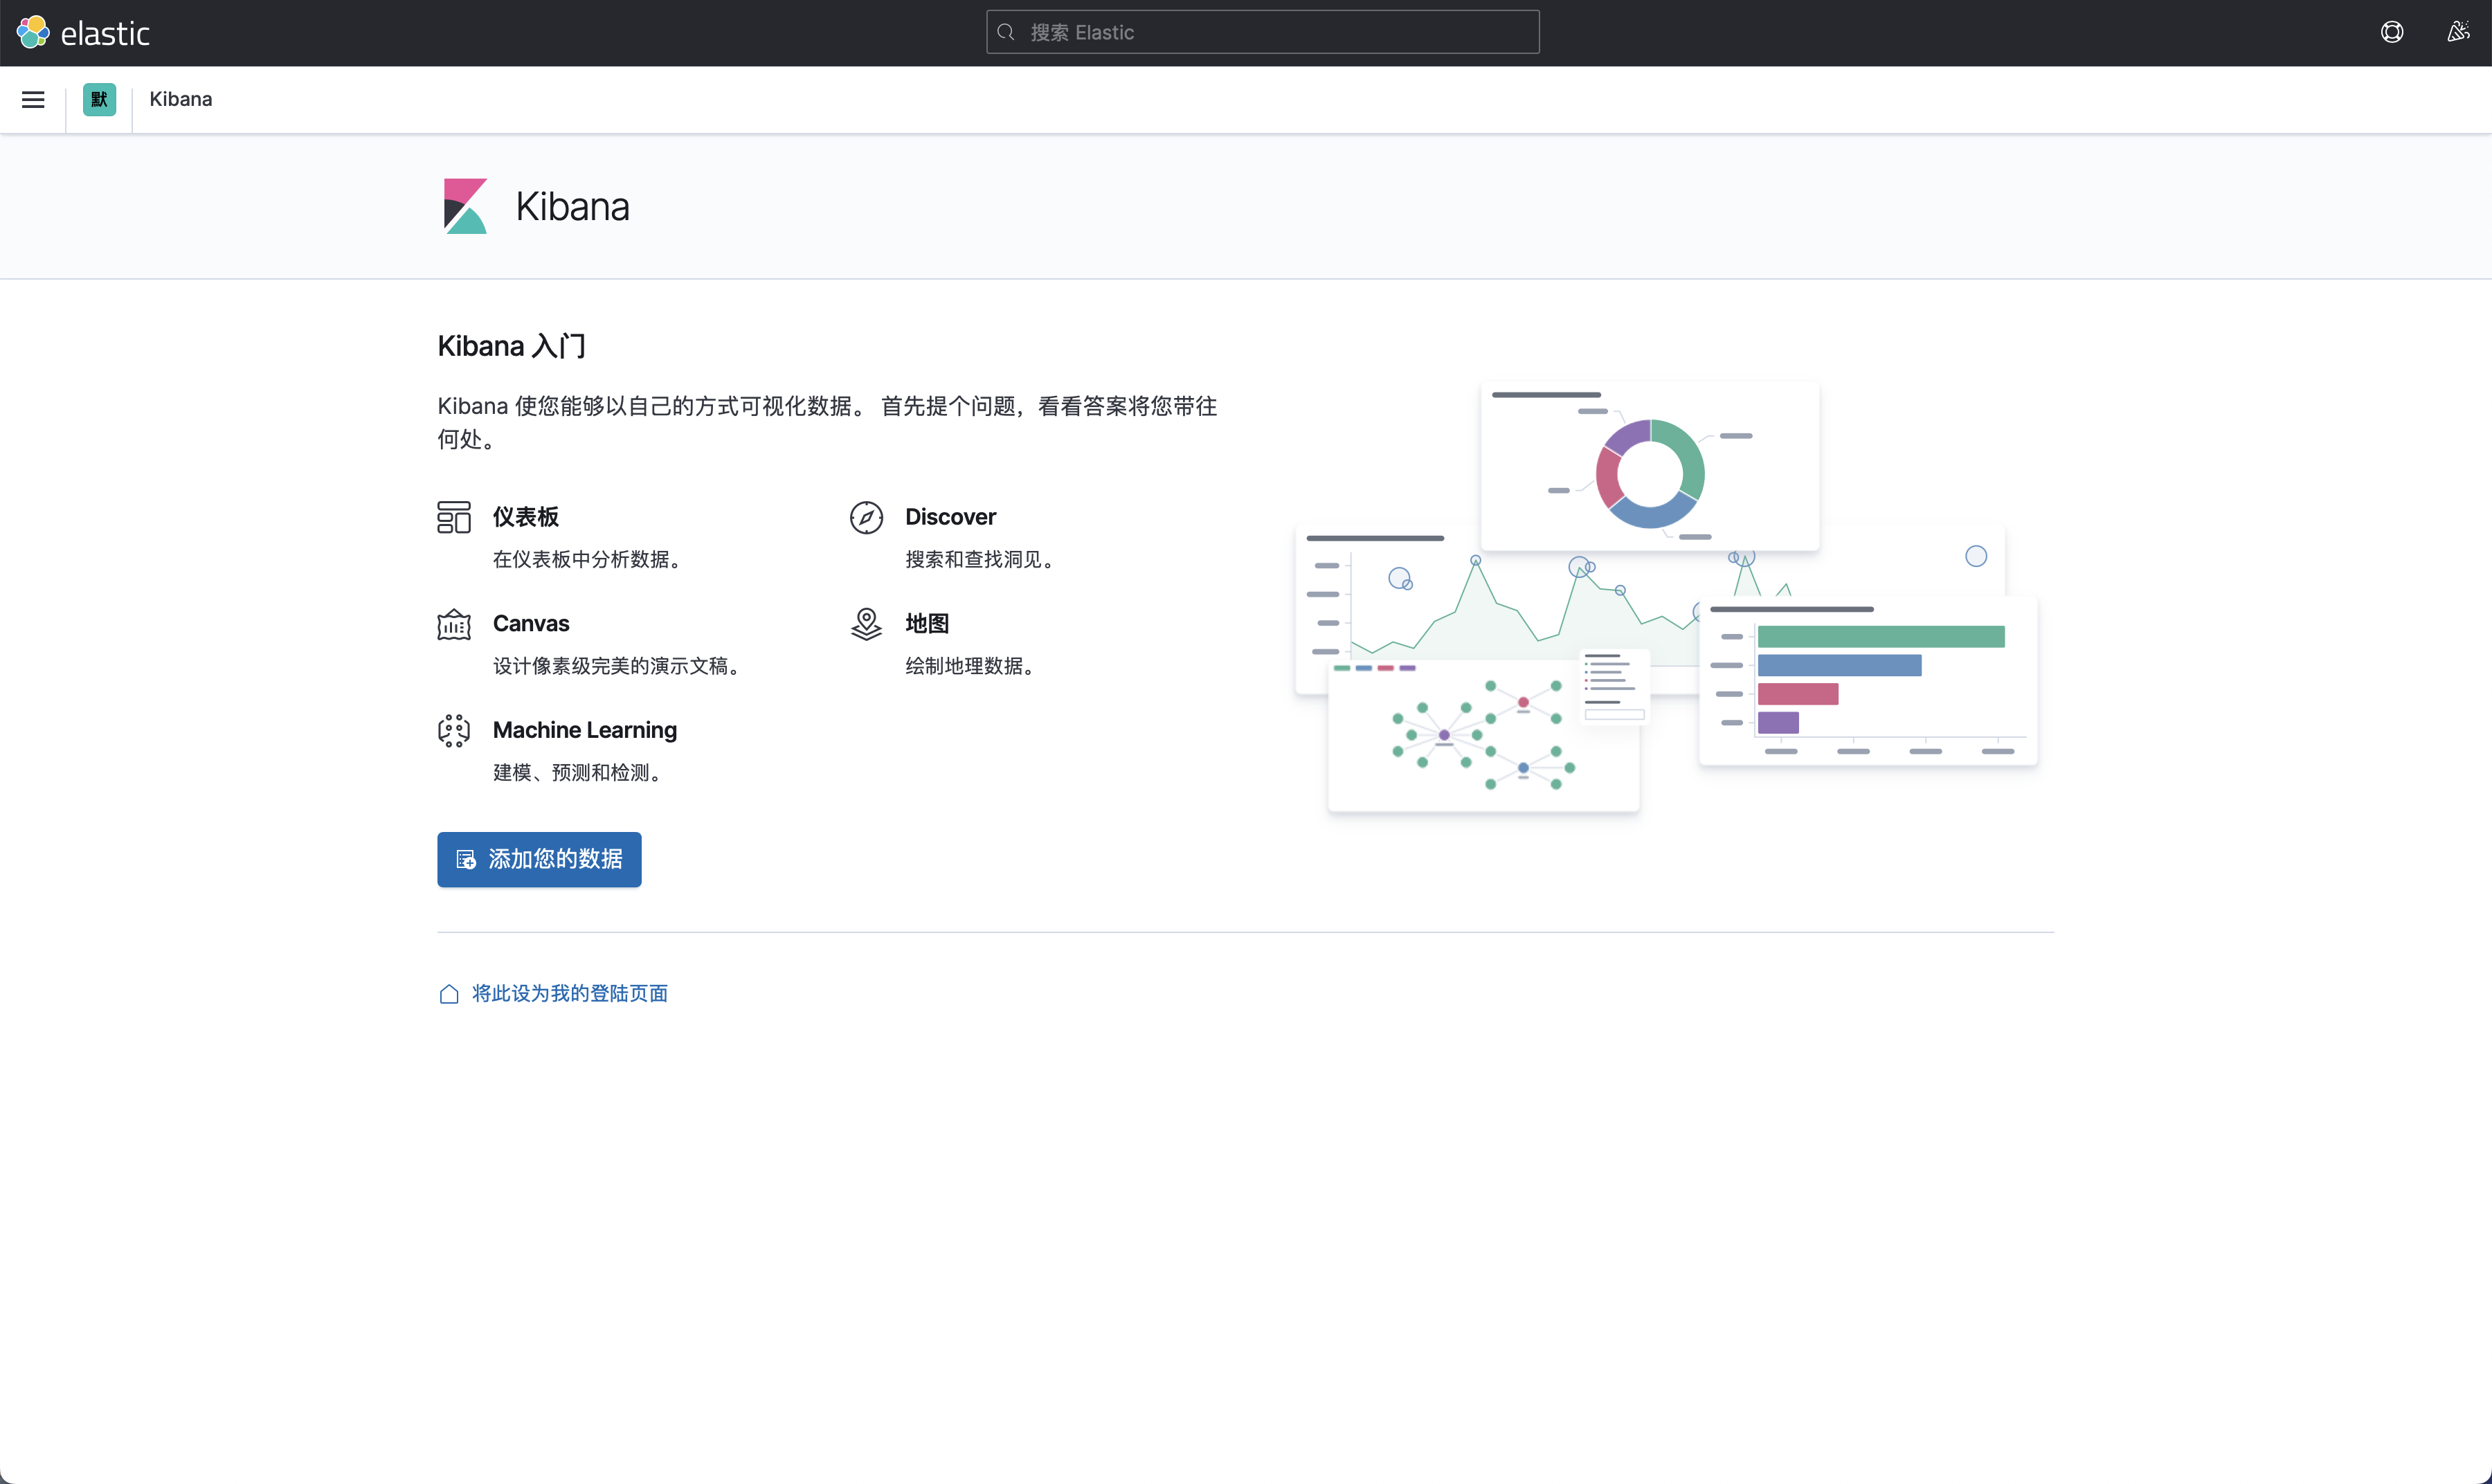 elastic
搜索 Elastic
默
Kibana
Kibana
Kibana 入门
Kibana 使您能够以自己的方式可视化数据。 首先提个问题，看看答案将您带往
何处。
仪表板
在仪表板中分析数据。
Discover
搜索和查找洞见。
Canvas
设计像素级完美的演示文稿。
地图
绘制地理数据。
Machine Learning
建模、预测和检测。
添加您的数据
将此设为我的登陆页面